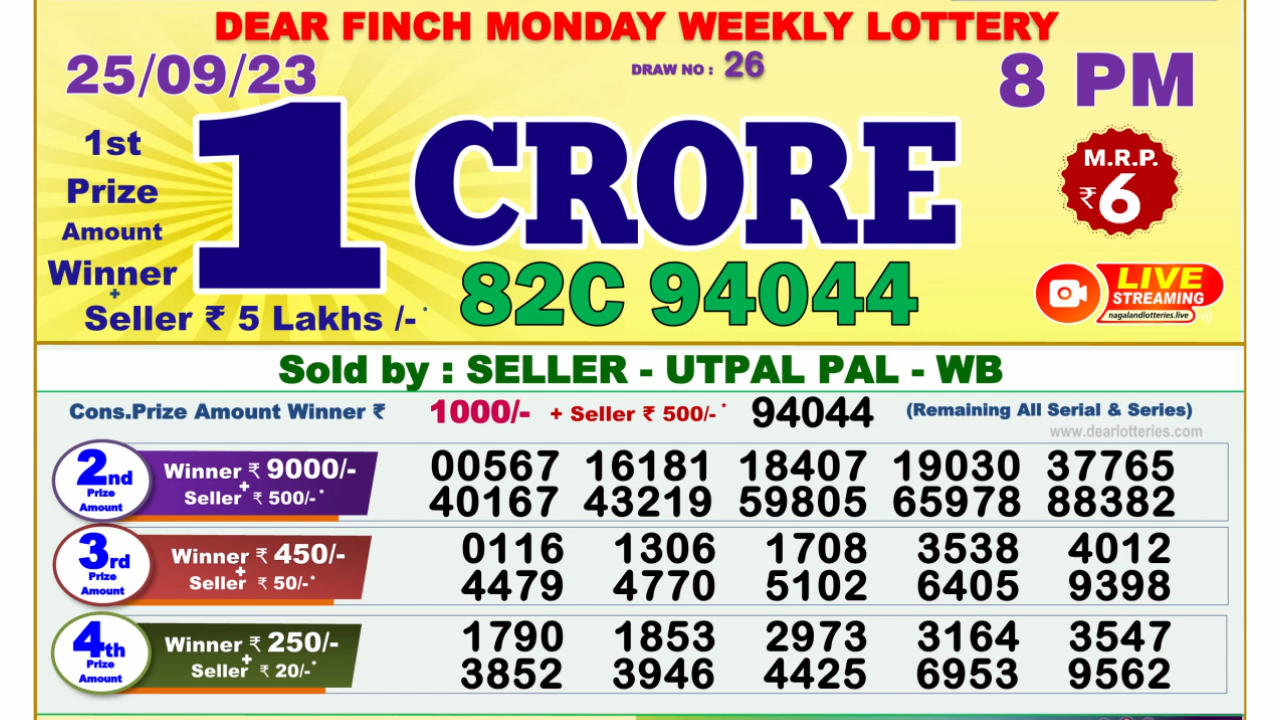 DEAR FINCH MONDAY WEEKLY LOTTERY
25/09/23
DRAW NO : 26
8 PM
1st
Prize
Amount
Winner
+
Seller ₹ 5 Lakhs /-*
1 CRORE
82C 94044
M.R.P.
₹6
LIVE
STREAMING
nagalandlotteries.live
Sold by : SELLER - UTPAL PAL - WB
Cons.Prize Amount Winner ₹ 1000/- + Seller ₹ 500/-* 94044 (Remaining All Serial & Series)
www.dearlotteries.com
2nd
Prize
Amount
Winner ₹ 9000/-
+
Seller ₹ 500/-*
00567 16181 18407 19030 37765
40167 43219 59805 65978 88382
3rd
Prize
Amount
Winner ₹ 450/-
+
Seller ₹ 50/-*
0116 1306 1708 3538 4012
4479 4770 5102 6405 9398
4th
Prize
Amount
Winner ₹ 250/-
+
Seller ₹ 20/-*
1790 1853 2973 3164 3547
3852 3946 4425 6953 9562